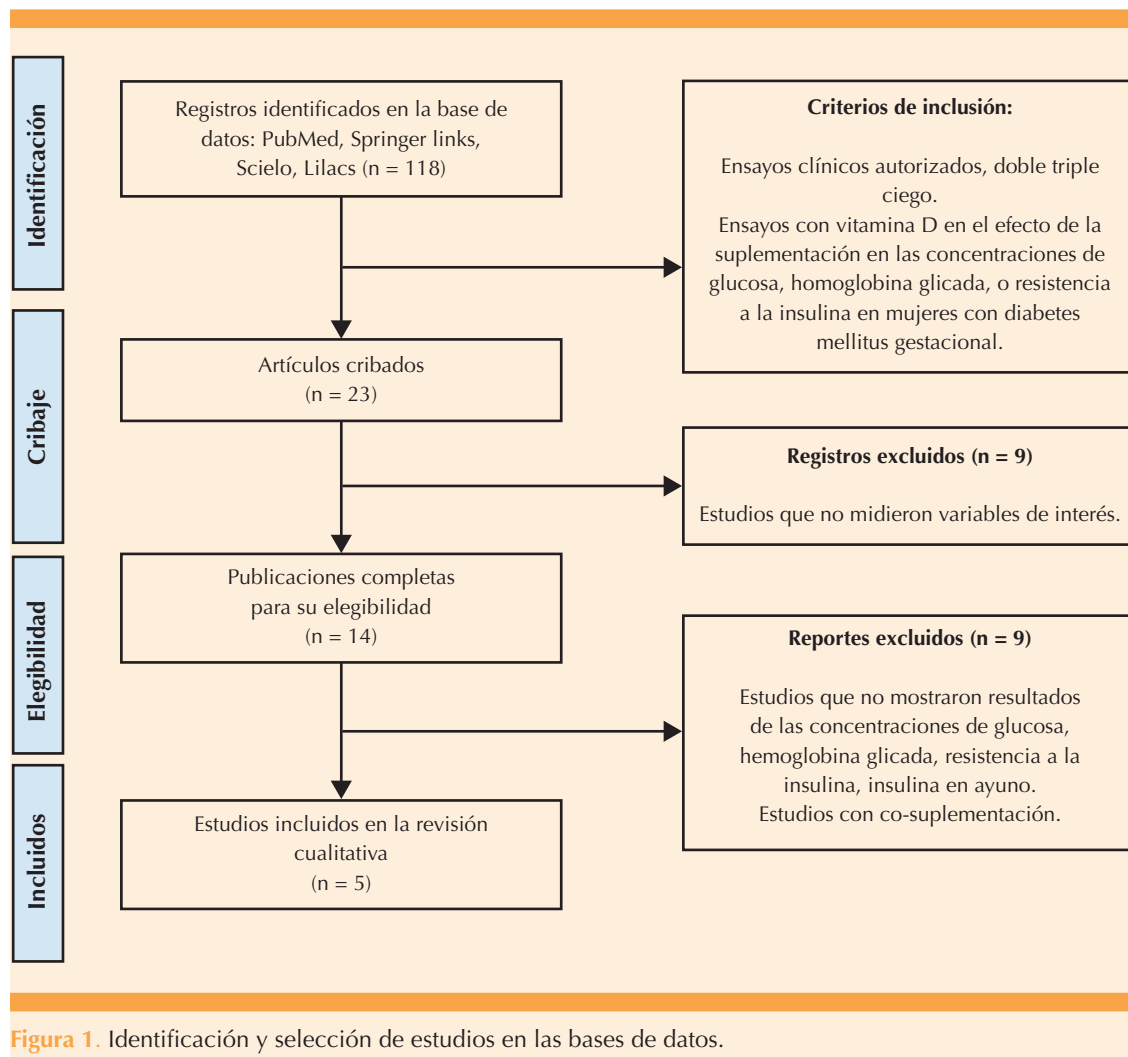 Identificación
Registros identificados en la base de
datos: PubMed, Springer links,
Scielo, Lilacs (n = 118)
Criterios de inclusión:
Ensayos clínicos autorizados, doble triple
ciego.
Ensayos con vitamina D en el efecto de la
suplementación en las concentraciones de
glucosa, homoglobina glicada, o resistencia
a la insulina en mujeres con diabetes
mellitus gestacional.
Cribaje
Artículos cribados
(n = 23)
Registros excluidos (n = 9)
Estudios que no midieron variables de interés.
Elegibilidad
Publicaciones completas
para su elegibilidad
(n = 14)
Reportes excluidos (n = 9)
Estudios que no mostraron resultados
de las concentraciones de glucosa,
hemoglobina glicada, resistencia a la
insulina, insulina en ayuno.
Estudios con co-suplementación.
Incluidos
Estudios incluidos en la revisión
cualitativa
(n = 5)
Figura 1. Identificación y selección de estudios en las bases de datos.